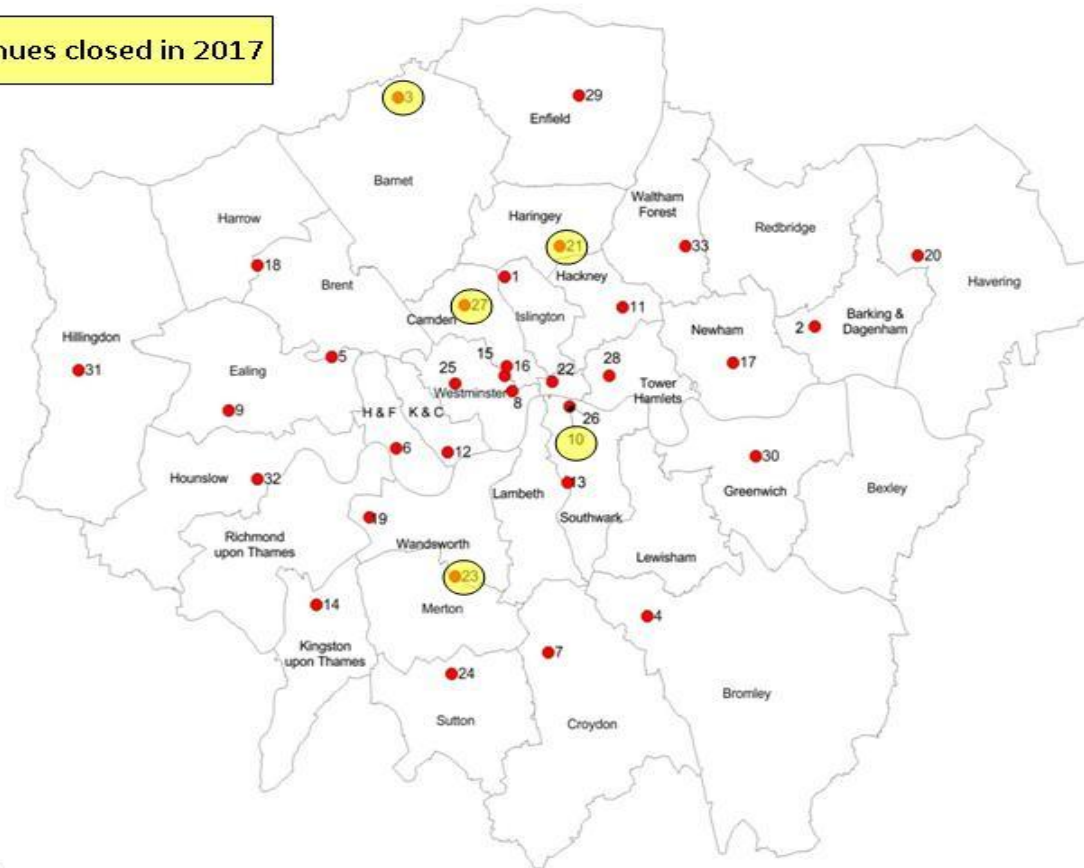 nues closed in 2017
3
29
Enfield
Barnet
Waltham
Forest
Haringey
Harrow
Redbridge
21
33
20
18
1
Hackney
Havering
Brent
27
Islington
11
Camden
Barking &
Dagenham
2
Newham
Hillingdon
5
15
16
17
31
Ealing
25
22
28
Tower
Hamlets
Westminster
8
9
H & F
K & C
26
10
6
12
30
Hounslow
32
13
Lambeth
Greenwich
Bexley
19
Southwark
Richmond
upon Thames
Wandsworth
Lewisham
23
14
Merton
4
Kingston
upon Thames
7
24
Bromley
Sutton
Croydon